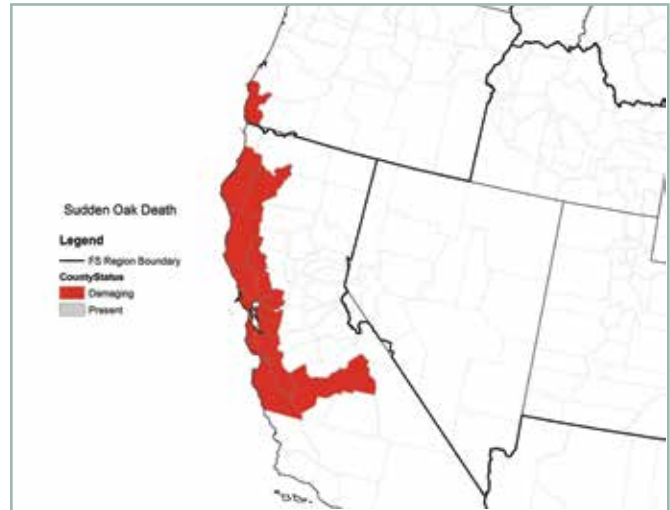 Sudden Oak Death
Legend
FS Region Boundary
CountyStatus
Damaging
Present